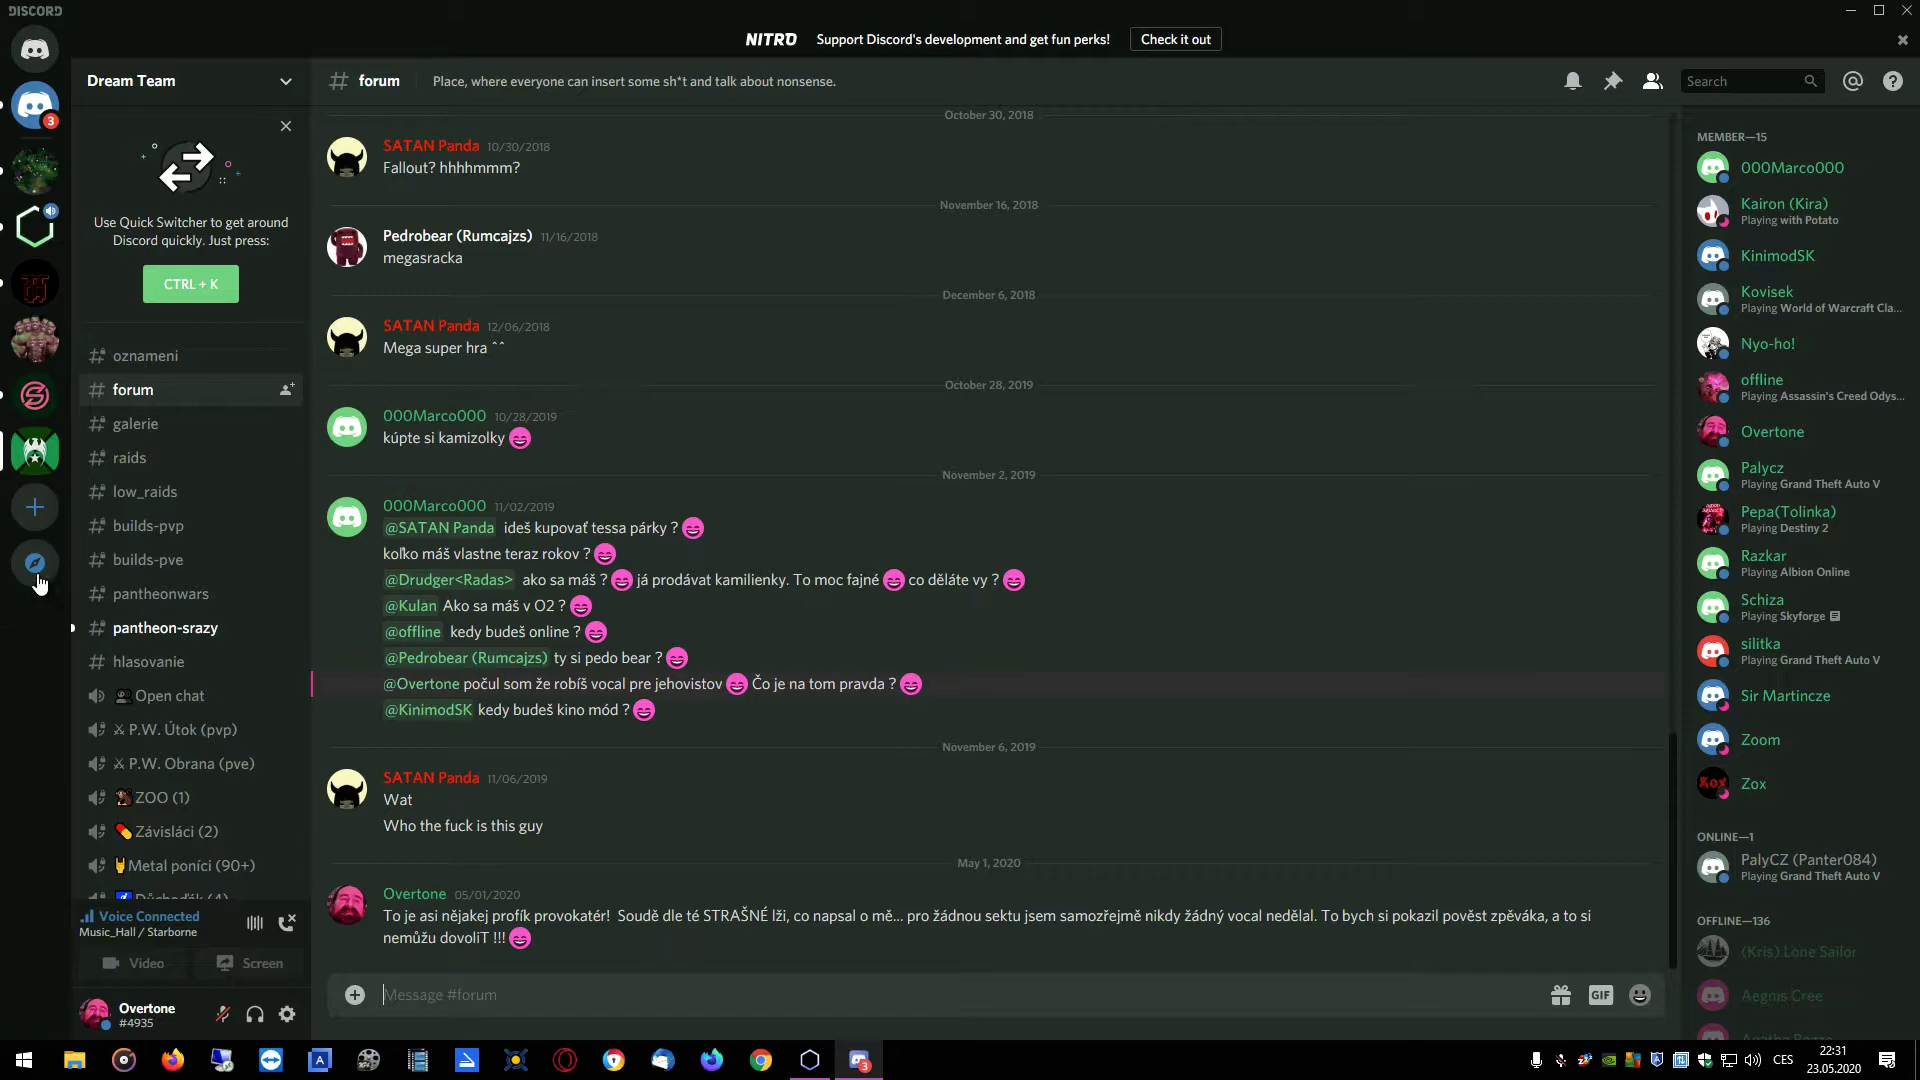 DISCORD
NITRO Support Discord's development and get fun perks! Check it out
Dream Team
forum Place, where everyone can insert some sh*t and talk about nonsense.
Search
3
Use Quick Switcher to get around
Discord quickly. Just press:
CTRL + K
oznameni
forum
galerie
raids
low_raids
builds-pvp
builds-pve
pantheonwars
pantheon-srazy
hlasovanie
Open chat
P.W. Útok (pvp)
P.W. Obrana (pve)
ZOO (1)
Závisláci (2)
Metal poníci (90+)
Důchoďák (4)
Voice Connected
Music_Hall / Starborne
Video Screen
Overtone
#4935
October 30, 2018
SATAN Panda 10/30/2018
Fallout? hhhhmmm?
November 16, 2018
Pedrobear (Rumcajzs) 11/16/2018
megasracka
December 6, 2018
SATAN Panda 12/06/2018
Mega super hra ^^
October 28, 2019
000Marco000 10/28/2019
kúpte si kamizolky
November 2, 2019
000Marco000 11/02/2019
@SATAN Panda ideš kupovať tessa párky ?
koľko máš vlastne teraz rokov ?
@Drudger<Radas> ako sa máš ? já prodávat kamilienky. To moc fajné co děláte vy ?
@Kulan Ako sa máš v O2 ?
@offline kedy budeš online ?
@Pedrobear (Rumcajzs) ty si pedo bear ?
@Overtone počul som že robíš vocal pre jehovistov Čo je na tom pravda ?
@KinimodSK kedy budeš kino mód ?
November 6, 2019
SATAN Panda 11/06/2019
Wat
Who the fuck is this guy
May 1, 2020
Overtone 05/01/2020
To je asi nějakej profík provokatér! Soudě dle té STRAŠNÉ lži, co napsal o mě... pro žádnou sektu jsem samozřejmě nikdy žádný vocal nedělal. To bych si pokazil pověst zpěváka, a to si
nemůžu dovoliT !!!
Message #forum
GIF
MEMBER—15
000Marco000
Kairon (Kira)
Playing with Potato
KinimodSK
Kovisek
Playing World of Warcraft Cla...
Nyo-ho!
offline
Playing Assassin's Creed Odys...
Overtone
Palycz
Playing Grand Theft Auto V
Pepa(Tolinka)
Playing Destiny 2
Razkar
Playing Albion Online
Schiza
Playing Skyforge
silitka
Playing Grand Theft Auto V
Sir Martincze
Zoom
Zox
ONLINE—1
PalyCZ (Panter084)
Playing Grand Theft Auto V
OFFLINE—136
(Kris) Lone Sailor
Aegnis Cree
3
CES
22:31
23.05.2020